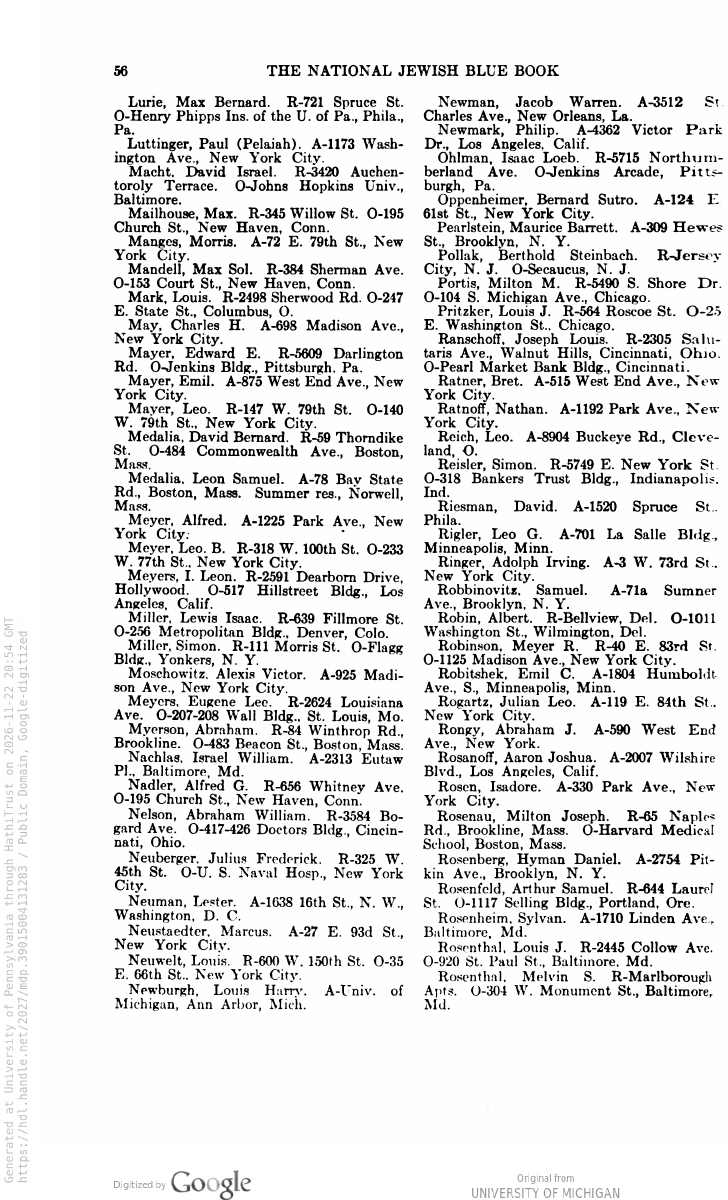 56
THE NATIONAL JEWISH BLUE BOOK
Lurie, Max Bernard. R-721 Spruce St.
O-Henry Phipps Ins. of the U. of Pa., Phila.,
Pa.
Luttinger, Paul (Pelaiah). A-1173 Wash-
ington Ave., New York City.
Macht, David Israel. R-3420 Auchen-
toroly Terrace. O-Johns Hopkins Univ.,
Baltimore.
Mailhouse, Max. R-345 Willow St. O-195
Church St., New Haven, Conn.
Manges, Morris. A-72 E. 79th St., New
York City.
Mandell, Max Sol. R-384 Sherman Ave.
O-153 Court St., New Haven, Conn.
Mark, Louis. R-2498 Sherwood Rd. O-247
E. State St., Columbus, O.
May, Charles H. A-698 Madison Ave.,
New York City.
Mayer, Edward E. R-5609 Darlington
Rd. O-Jenkins Bldg., Pittsburgh, Pa.
Mayer, Emil. A-875 West End Ave., New
York City.
Mayer, Leo. R-147 W. 79th St. O-140
W. 79th St., New York City.
Medalia, David Bernard. R-59 Thorndike
St. O-484 Commonwealth Ave., Boston,
Mass.
Medalia, Leon Samuel. A-78 Bay State
Rd., Boston, Mass. Summer res., Norwell,
Mass.
Meyer, Alfred. A-1225 Park Ave., New
York City.
Meyer, Leo. B. R-318 W. 100th St. O-233
W. 77th St., New York City.
Meyers, I. Leon. R-2591 Dearborn Drive,
Hollywood. O-517 Hillstreet Bldg., Los
Angeles, Calif.
Miller, Lewis Isaac. R-639 Fillmore St.
O-256 Metropolitan Bldg., Denver, Colo.
Miller, Simon. R-111 Morris St. O-Flagg
Bldg., Yonkers, N. Y.
Moschowitz, Alexis Victor. A-925 Madi-
son Ave., New York City.
Meyers, Eugene Lee. R-2624 Louisiana
Ave. O-207-208 Wall Bldg., St. Louis, Mo.
Myerson, Abraham. R-84 Winthrop Rd.,
Brookline. O-483 Beacon St., Boston, Mass.
Nachlas, Israel William. A-2313 Eutaw
Pl., Baltimore, Md.
Nadler, Alfred G. R-656 Whitney Ave.
O-195 Church St., New Haven, Conn.
Nelson, Abraham William. R-3584 Bo-
gard Ave. O-417-426 Doctors Bldg., Cincin-
nati, Ohio.
Neuberger, Julius Frederick. R-325 W.
45th St. O-U. S. Naval Hosp., New York
City.
Neuman, Lester. A-1638 16th St., N. W.,
Washington, D. C.
Neustaedter, Marcus. A-27 E. 93d St.,
New York City.
Neuwelt, Louis. R-600 W. 150th St. O-35
E. 66th St., New York City.
Newburgh, Louis Harry. A-Univ. of
Michigan, Ann Arbor, Mich.
Newman, Jacob Warren. A-3512 St.
Charles Ave., New Orleans, La.
Newmark, Philip. A-4362 Victor Park
Dr., Los Angeles, Calif.
Ohlman, Isaac Loeb. R-5715 Northum-
berland Ave. O-Jenkins Arcade, Pitts-
burgh, Pa.
Oppenheimer, Bernard Sutro. A-124 E
61st St., New York City.
Pearlstein, Maurice Barrett. A-309 Hewes
St., Brooklyn, N. Y.
Pollak, Berthold Steinbach. R-Jersey
City, N. J. O-Secaucus, N. J.
Portis, Milton M. R-5490 S. Shore Dr.
O-104 S. Michigan Ave., Chicago.
Pritzker, Louis J. R-564 Roscoe St. O-25
E. Washington St., Chicago.
Ranschoff, Joseph Louis. R-2305 Salu-
taris Ave., Walnut Hills, Cincinnati, Ohio.
O-Pearl Market Bank Bldg., Cincinnati.
Ratner, Bret. A-515 West End Ave., New
York City.
Ratnoff, Nathan. A-1192 Park Ave., New
York City.
Reich, Leo. A-8904 Buckeye Rd., Cleve-
land, O.
Reisler, Simon. R-5749 E. New York St.
O-318 Bankers Trust Bldg., Indianapolis,
Ind.
Riesman, David. A-1520 Spruce St.,
Phila.
Rigler, Leo G. A-701 La Salle Bldg.,
Minneapolis, Minn.
Ringer, Adolph Irving. A-3 W. 73rd St.,
New York City.
Robbinovitz, Samuel. A-71a Sumner
Ave., Brooklyn, N. Y.
Robin, Albert. R-Bellview, Del. O-1011
Washington St., Wilmington, Del.
Robinson, Meyer R. R-40 E. 83rd St.
O-1125 Madison Ave., New York City.
Robitshek, Emil C. A-1804 Humboldt
Ave., S., Minneapolis, Minn.
Rogartz, Julian Leo. A-119 E. 84th St.,
New York City.
Rongy, Abraham J. A-590 West End
Ave., New York.
Rosanoff, Aaron Joshua. A-2007 Wilshire
Blvd., Los Angeles, Calif.
Rosen, Isadore. A-330 Park Ave., New
York City.
Rosenau, Milton Joseph. R-65 Naples
Rd., Brookline, Mass. O-Harvard Medical
School, Boston, Mass.
Rosenberg, Hyman Daniel. A-2754 Pit-
kin Ave., Brooklyn, N. Y.
Rosenfeld, Arthur Samuel. R-644 Laurel
St. O-1117 Selling Bldg., Portland, Ore.
Rosenheim, Sylvan. A-1710 Linden Ave.,
Baltimore, Md.
Rosenthal, Louis J. R-2445 Collow Ave.
O-920 St. Paul St., Baltimore, Md.
Rosenthal, Melvin S. R-Marlborough
Apts. O-304 W. Monument St., Baltimore,
Md.
Generated at University of Pennsylvania through HathiTrust on 2026-11-22 20:54 GMT
https://hdl.handle.net/2027/mdp.39015004131283 / Public Domain, Google-digitized
Digitized by Google
Original from
UNIVERSITY OF MICHIGAN